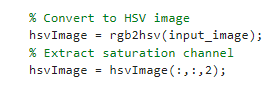 % Convert to HSV image
hsvImage = rgb2hsv(input_image);
% Extract saturation channel
hsvImage = hsvImage(:,:,2);